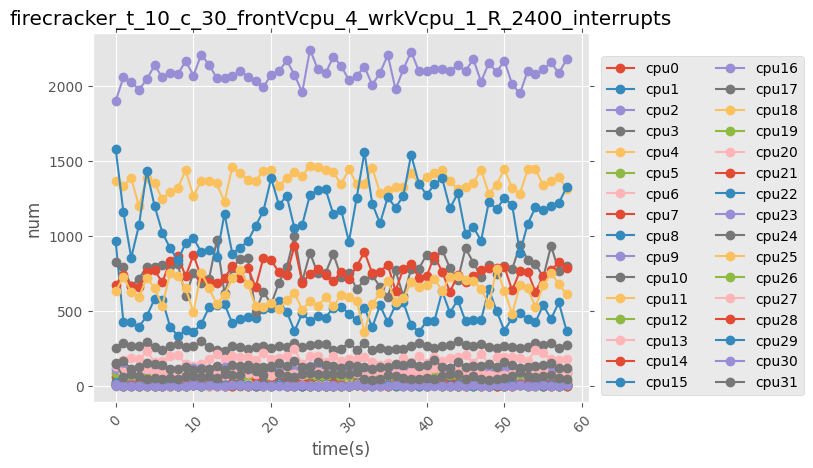 firecracker_t_10_c_30_frontVcpu_4_wrkVcpu_1_R_2400_interrupts
num
2000
1500
1000
500
0
0
10
20
30
40
50
60
time(s)
cpu0
cpu1
cpu2
cpu3
cpu4
cpu5
cpu6
cpu7
cpu8
cpu9
cpu10
cpu11
cpu12
cpu13
cpu14
cpu15
cpu16
cpu17
cpu18
cpu19
cpu20
cpu21
cpu22
cpu23
cpu24
cpu25
cpu26
cpu27
cpu28
cpu29
cpu30
cpu31